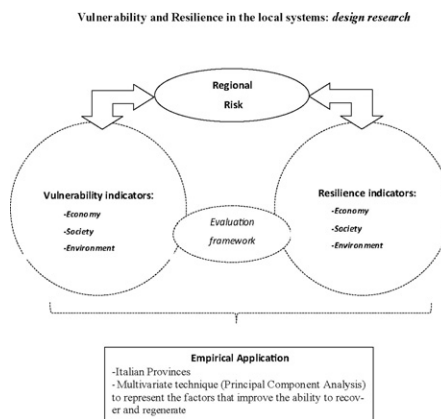 Vulnerability and Resilience in the local systems: design research
Regional
Risk
Vulnerability indicators:
-Economy
-Society
-Environment
Evaluation
framework
Resilience indicators:
-Economy
-Society
-Environment
Empirical Application
-Italian Provinces
- Multivariate technique (Principal Component Analysis)
to represent the factors that improve the ability to recov-
er and regenerate